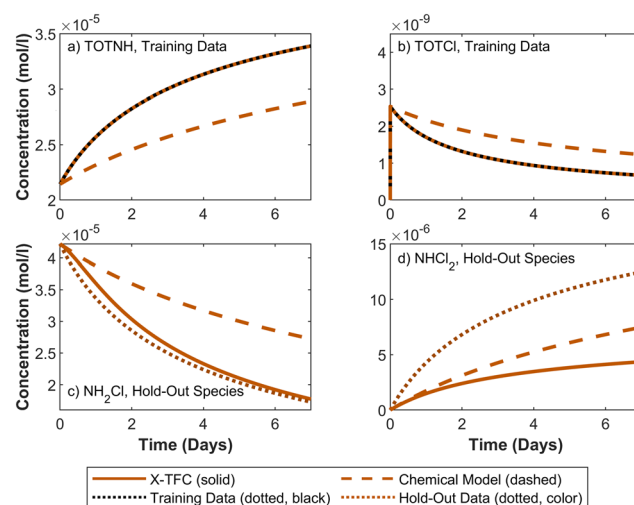 ×10⁻⁵
a) TOTNH, Training Data
Concentration (mol/l)
3.5
3
2.5
2
0 2 4 6
×10⁻⁹
b) TOTCl, Training Data
4
3
2
1
0
0 2 4 6
×10⁻⁵
c) NH₂Cl, Hold-Out Species
Concentration (mol/l)
4
3.5
3
2.5
2
0 2 4 6
Time (Days)
×10⁻⁶
d) NHCl₂, Hold-Out Species
15
10
5
0
0 2 4 6
Time (Days)
X-TFC (solid)
Chemical Model (dashed)
Training Data (dotted, black)
Hold-Out Data (dotted, color)